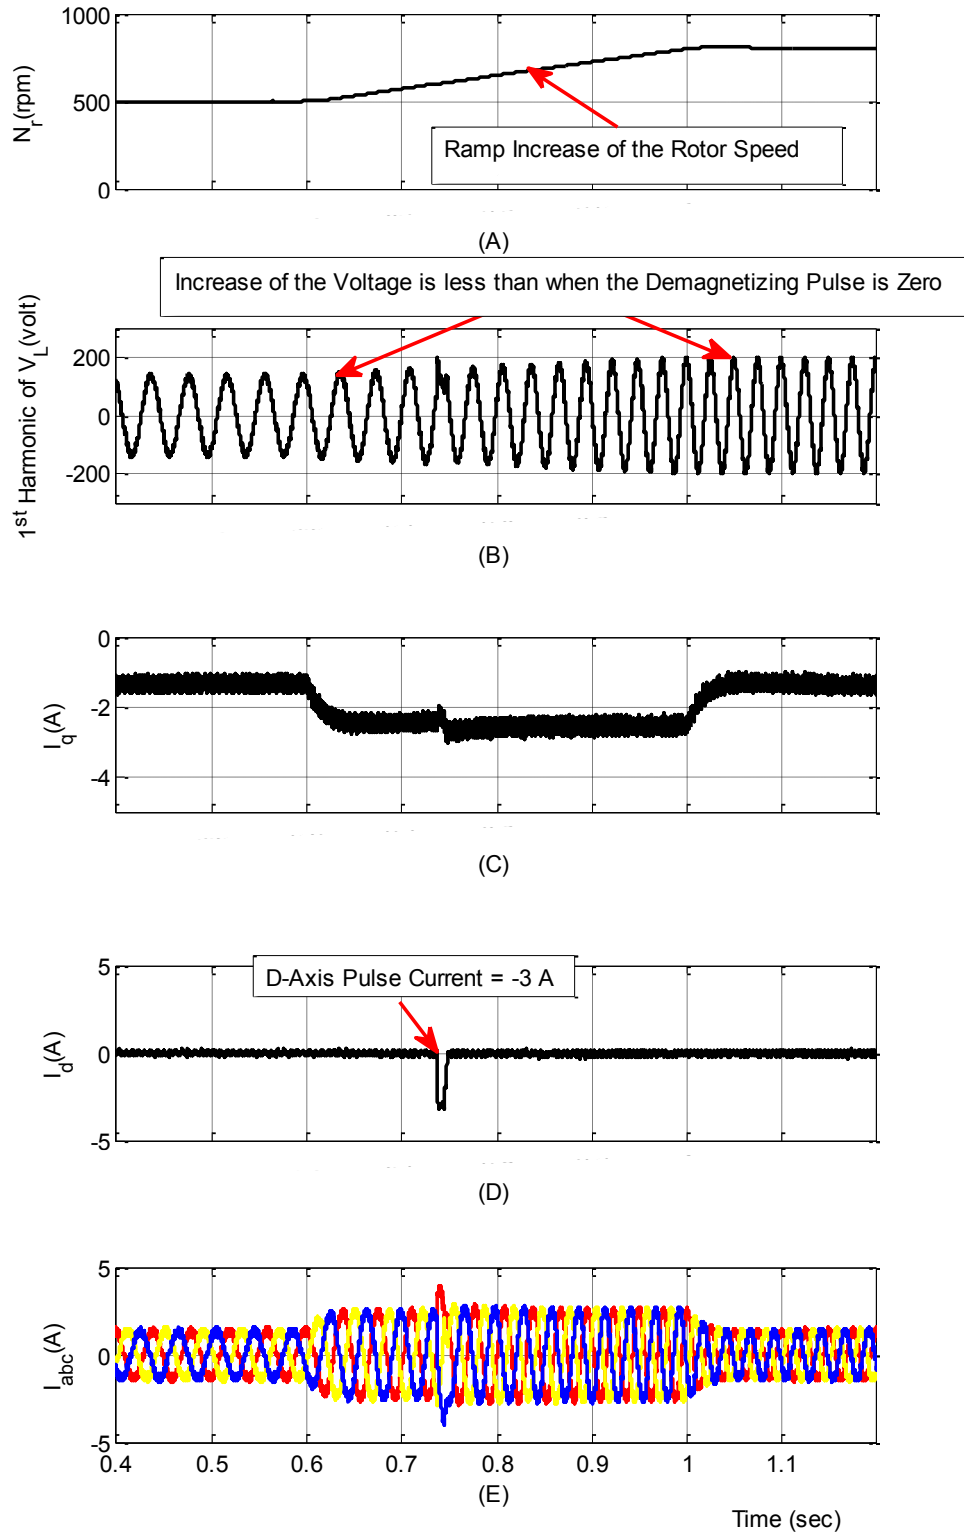 1000
500
0
N_r(rpm)
Ramp Increase of the Rotor Speed
(A)
Increase of the Voltage is less than when the Demagnetizing Pulse is Zero
200
0
-200
1^st Harmonic of V_L(volt)
(B)
0
-2
-4
I_q(A)
(C)
5
0
-5
I_d(A)
D-Axis Pulse Current = -3 A
(D)
5
0
-5
I_abc(A)
0.4 0.5 0.6 0.7 0.8 0.9 1 1.1
(E)
Time (sec)